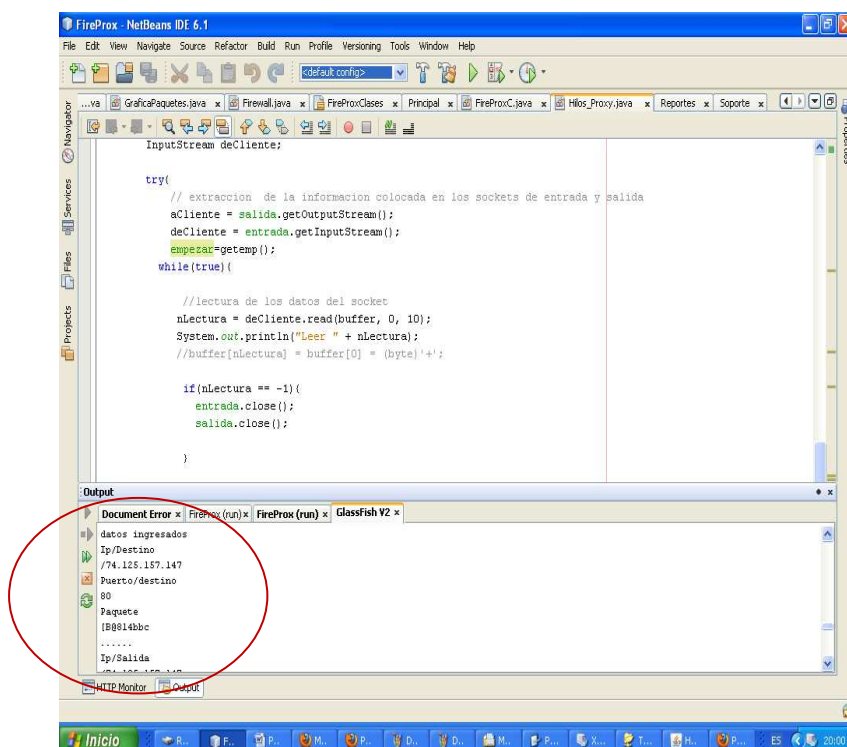 FireProx - NetBeans IDE 6.1
File Edit View Navigate Source Refactor Build Run Profile Versioning Tools Window Help
<default config>
...va GraficaPaquetes.java x Firewall.java x FireProxClases x Principal x FireProxC.java x Hilos_Proxy.java x Reportes x Soporte x
Navigator
Services
Files
Projects
Properties
InputStream deCliente;
try{
// extraccion de la informacion colocada en los sockets de entrada y salida
aCliente = salida.getOutputStream();
deCliente = entrada.getInputStream();
empezar=getemp();
while(true){
//lectura de los datos del socket
nLectura = deCliente.read(buffer, 0, 10);
System.out.println("Leer " + nLectura);
//buffer[nLectura] = buffer[0] = (byte)'+';
if(nLectura == -1){
entrada.close();
salida.close();
}
Output
Document Error x FireProx (run) x FireProx (run) x GlassFish V2 x
datos ingresados
Ip/Destino
/74.125.157.147
Puerto/destino
80
Paquete
[B@814bbc
......
Ip/Salida
/74.125.157.147
HTTP Monitor Output
Inicio R.. F.. P.. M.. P.. D.. D.. M.. P... X... T... H.. P... ES 20:00